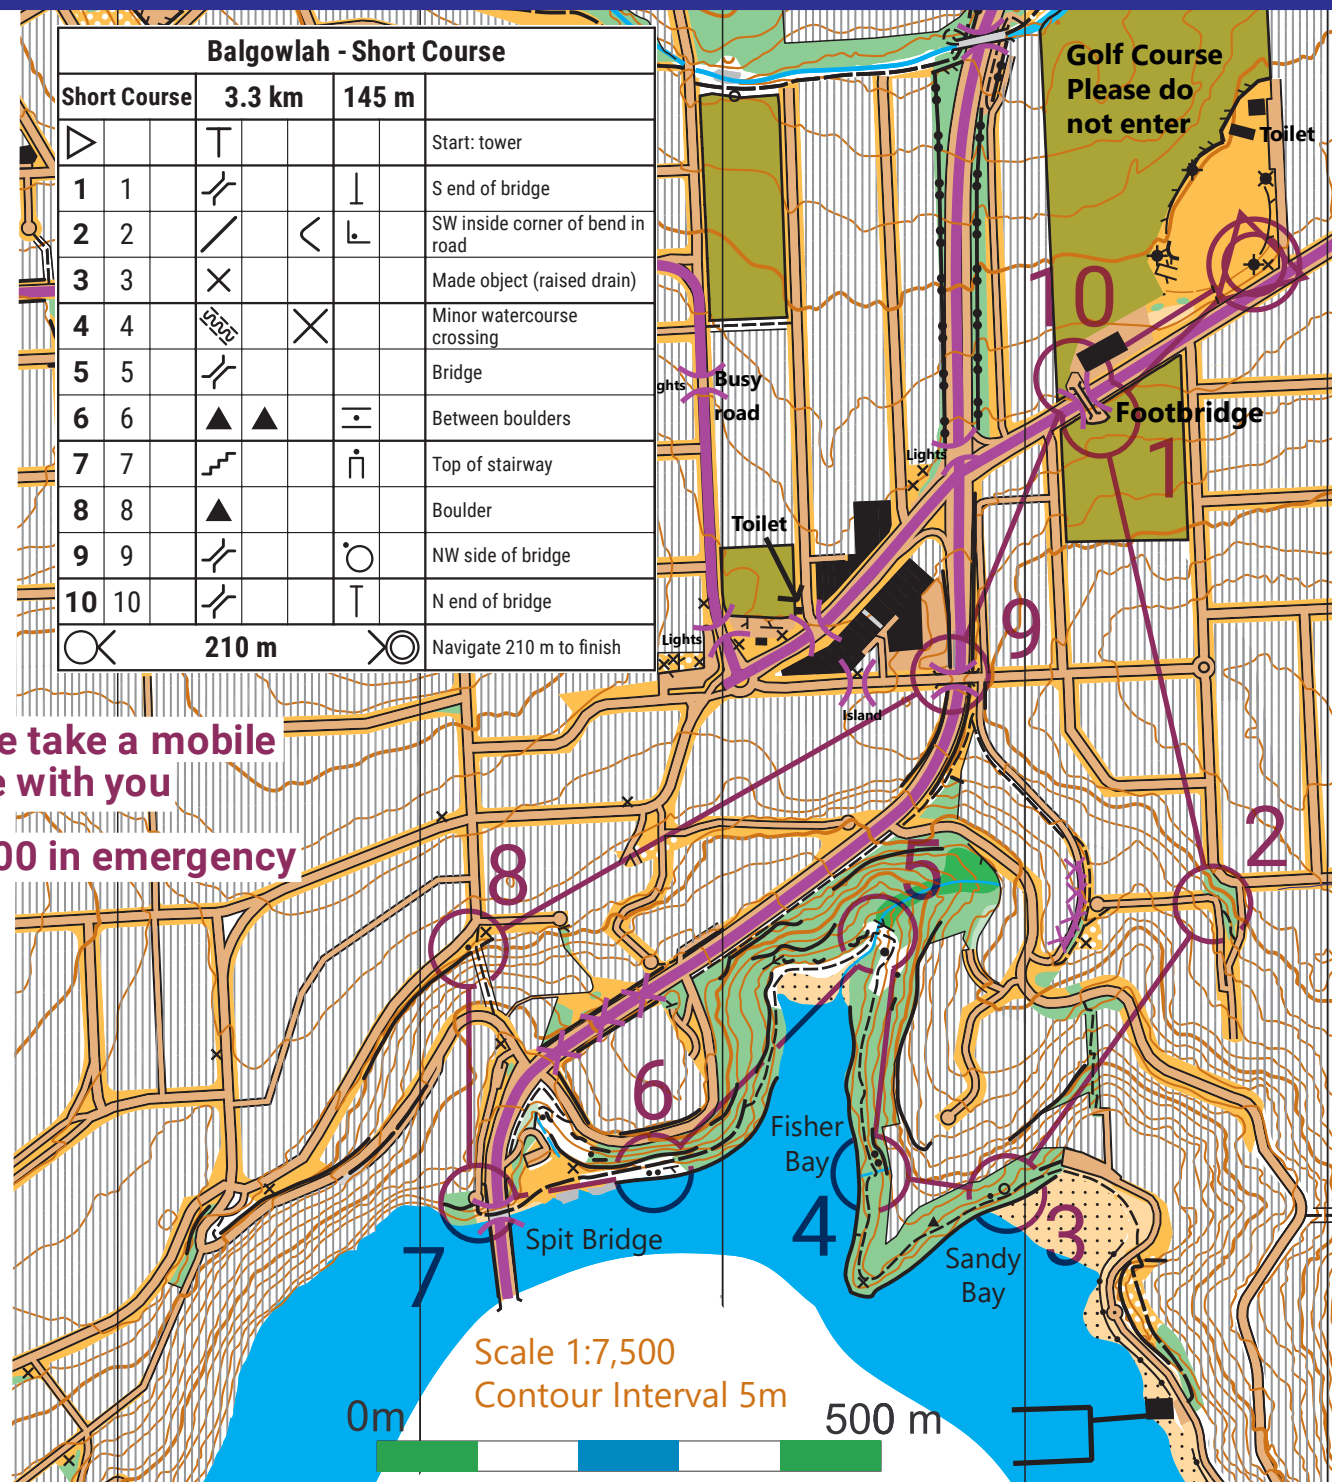 Balgowlah - Short Course
Short Course 3.3 km 145 m
Start: tower
1 1 S end of bridge
2 2 SW inside corner of bend in
road
3 3 Made object (raised drain)
4 4 Minor watercourse
crossing
5 5 Bridge
6 6 Between boulders
7 7 Top of stairway
8 8 Boulder
9 9 NW side of bridge
10 10 N end of bridge
210 m Navigate 210 m to finish
Golf Course
Please do
not enter
Toilet
10
ghts
Busy
road
Footbridge
1
Lights
Toilet
9
Lights
Island
e take a mobile
e with you
00 in emergency
2
8
5
6
Fisher
Bay
4
3
7
Spit Bridge
Sandy
Bay
Scale 1:7,500
Contour Interval 5m
0m 500 m